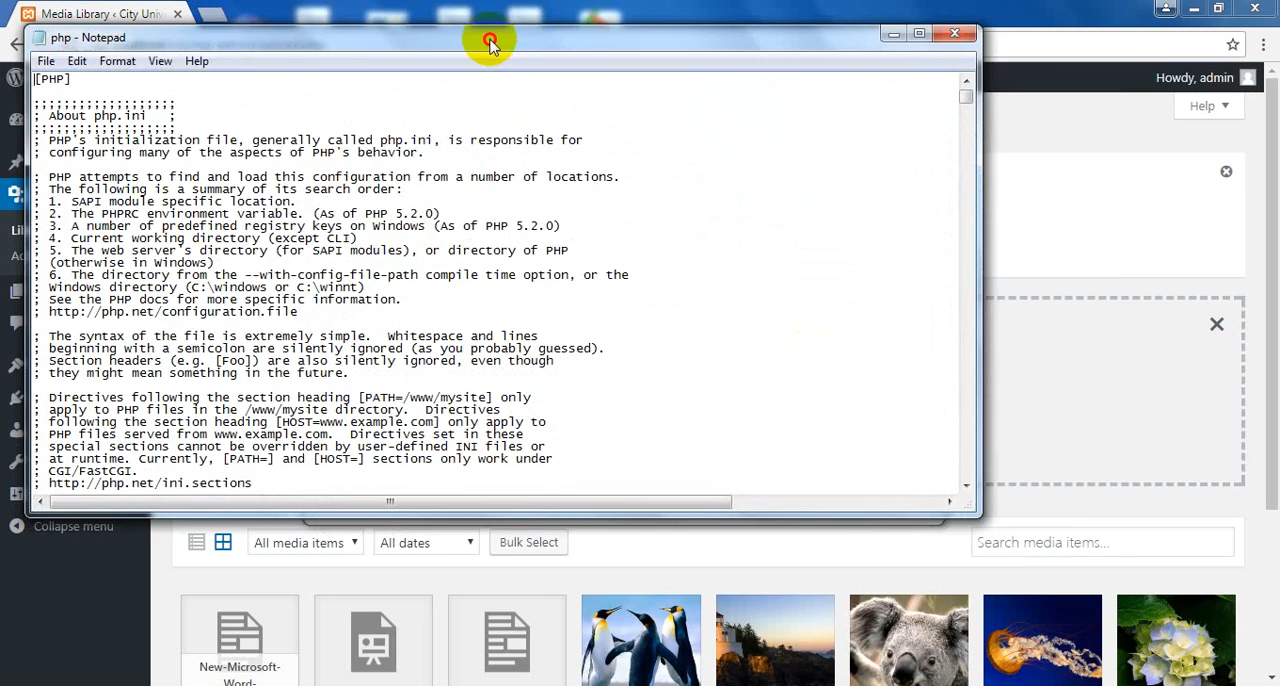 Media Library ‹ City Univ
php - Notepad
File Edit Format View Help
Howdy, admin
Help
[PHP]
;;;;;;;;;;;;;;;;;;;
; About php.ini   ;
;;;;;;;;;;;;;;;;;;;
; PHP's initialization file, generally called php.ini, is responsible for
; configuring many of the aspects of PHP's behavior.
; PHP attempts to find and load this configuration from a number of locations.
; The following is a summary of its search order:
; 1. SAPI module specific location.
; 2. The PHPRC environment variable. (As of PHP 5.2.0)
; 3. A number of predefined registry keys on Windows (As of PHP 5.2.0)
; 4. Current working directory (except CLI)
; 5. The web server's directory (for SAPI modules), or directory of PHP
; (otherwise in Windows)
; 6. The directory from the --with-config-file-path compile time option, or the
; Windows directory (C:\windows or C:\winnt)
; See the PHP docs for more specific information.
; http://php.net/configuration.file
; The syntax of the file is extremely simple.  Whitespace and lines
; beginning with a semicolon are silently ignored (as you probably guessed).
; Section headers (e.g. [Foo]) are also silently ignored, even though
; they might mean something in the future.
; Directives following the section heading [PATH=/www/mysite] only
; apply to PHP files in the /www/mysite directory.  Directives
; following the section heading [HOST=www.example.com] only apply to
; PHP files served from www.example.com.  Directives set in these
; special sections cannot be overridden by user-defined INI files or
; at runtime. Currently, [PATH=] and [HOST=] sections only work under
; CGI/FastCGI.
; http://php.net/ini.sections
Collapse menu
All media items
All dates
Bulk Select
Search media items...
New-Microsoft-
Word-